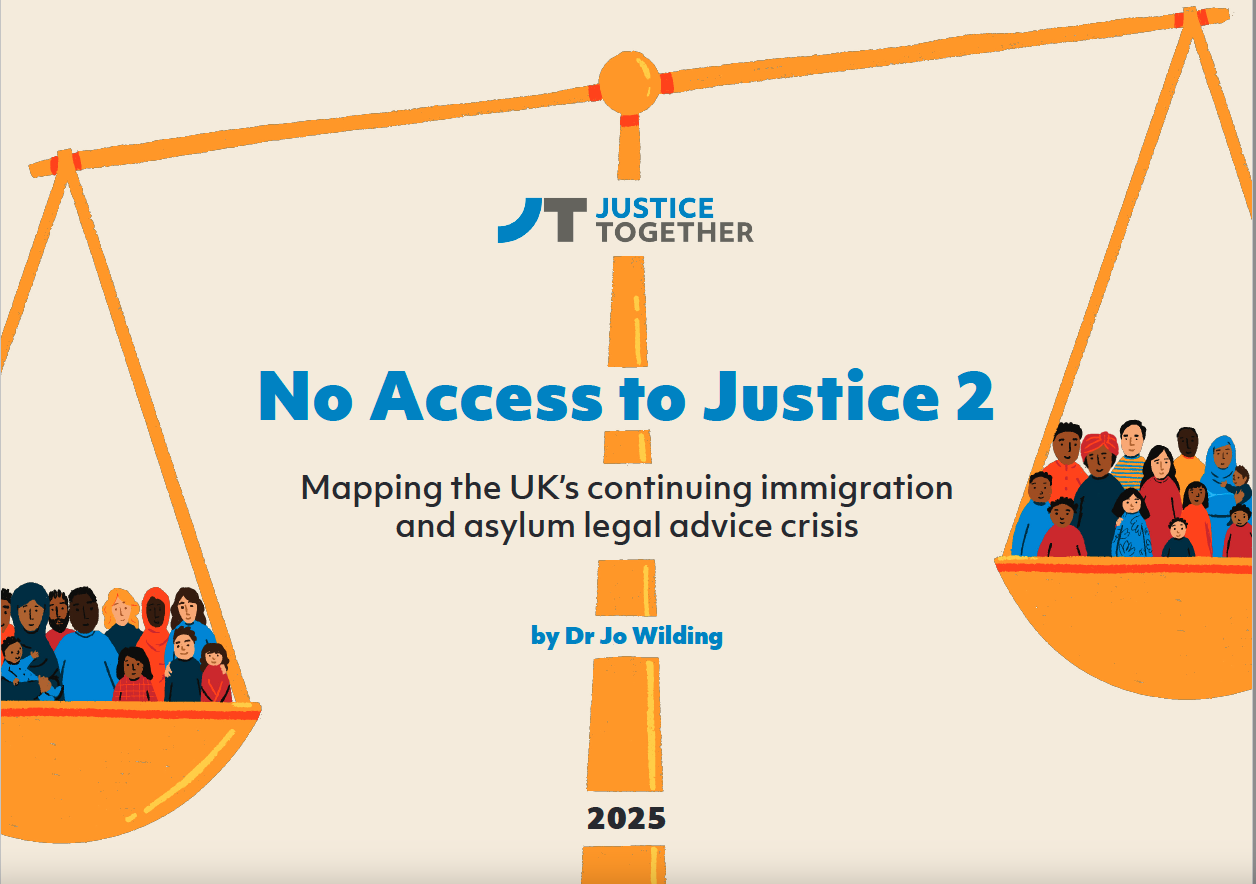 JUSTICE
TOGETHER
No Access to Justice 2
Mapping the UK’s continuing immigration
and asylum legal advice crisis
by Dr Jo Wilding
2025